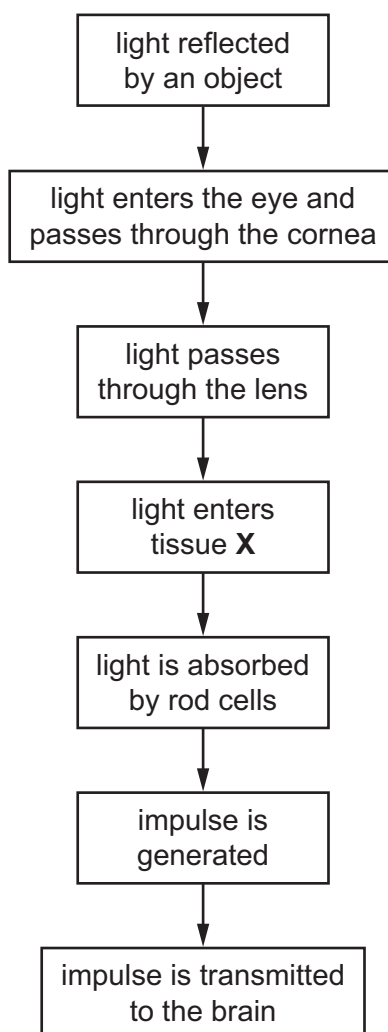 light reflected
by an object
light enters the eye and
passes through the cornea
light passes
through the lens
light enters
tissue X
light is absorbed
by rod cells
impulse is
generated
impulse is transmitted
to the brain